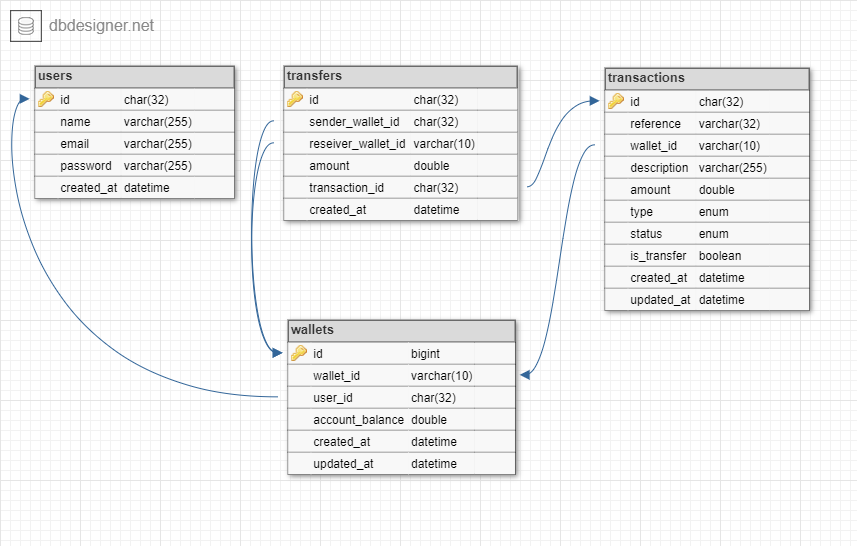 dbdesigner.net
users
id char(32)
name varchar(255)
email varchar(255)
password varchar(255)
created_at datetime
transfers
id char(32)
sender_wallet_id char(32)
reseiver_wallet_id varchar(10)
amount double
transaction_id char(32)
created_at datetime
transactions
id char(32)
reference varchar(32)
wallet_id varchar(10)
description varchar(255)
amount double
type enum
status enum
is_transfer boolean
created_at datetime
updated_at datetime
wallets
id bigint
wallet_id varchar(10)
user_id char(32)
account_balance double
created_at datetime
updated_at datetime